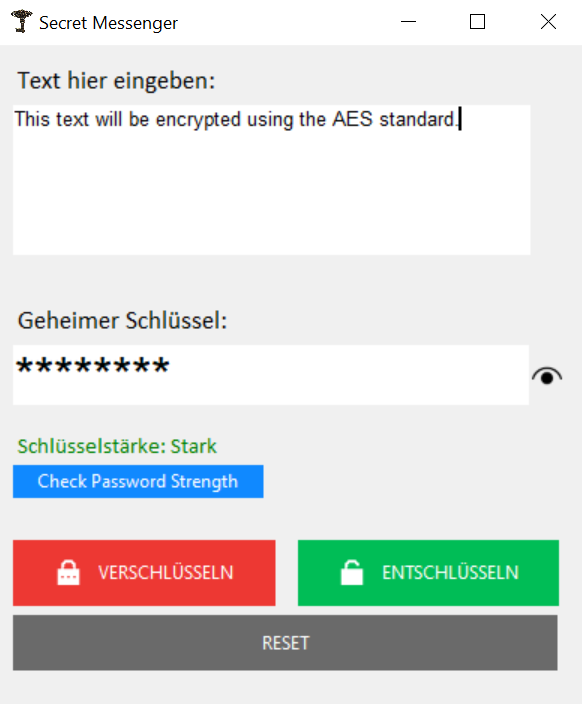 Secret Messenger
Text hier eingeben:
This text will be encrypted using the AES standard.
Geheimer Schlüssel:
********
Schlüsselstärke: Stark
Check Password Strength
VERSCHLÜSSELN
ENTSCHLÜSSELN
RESET